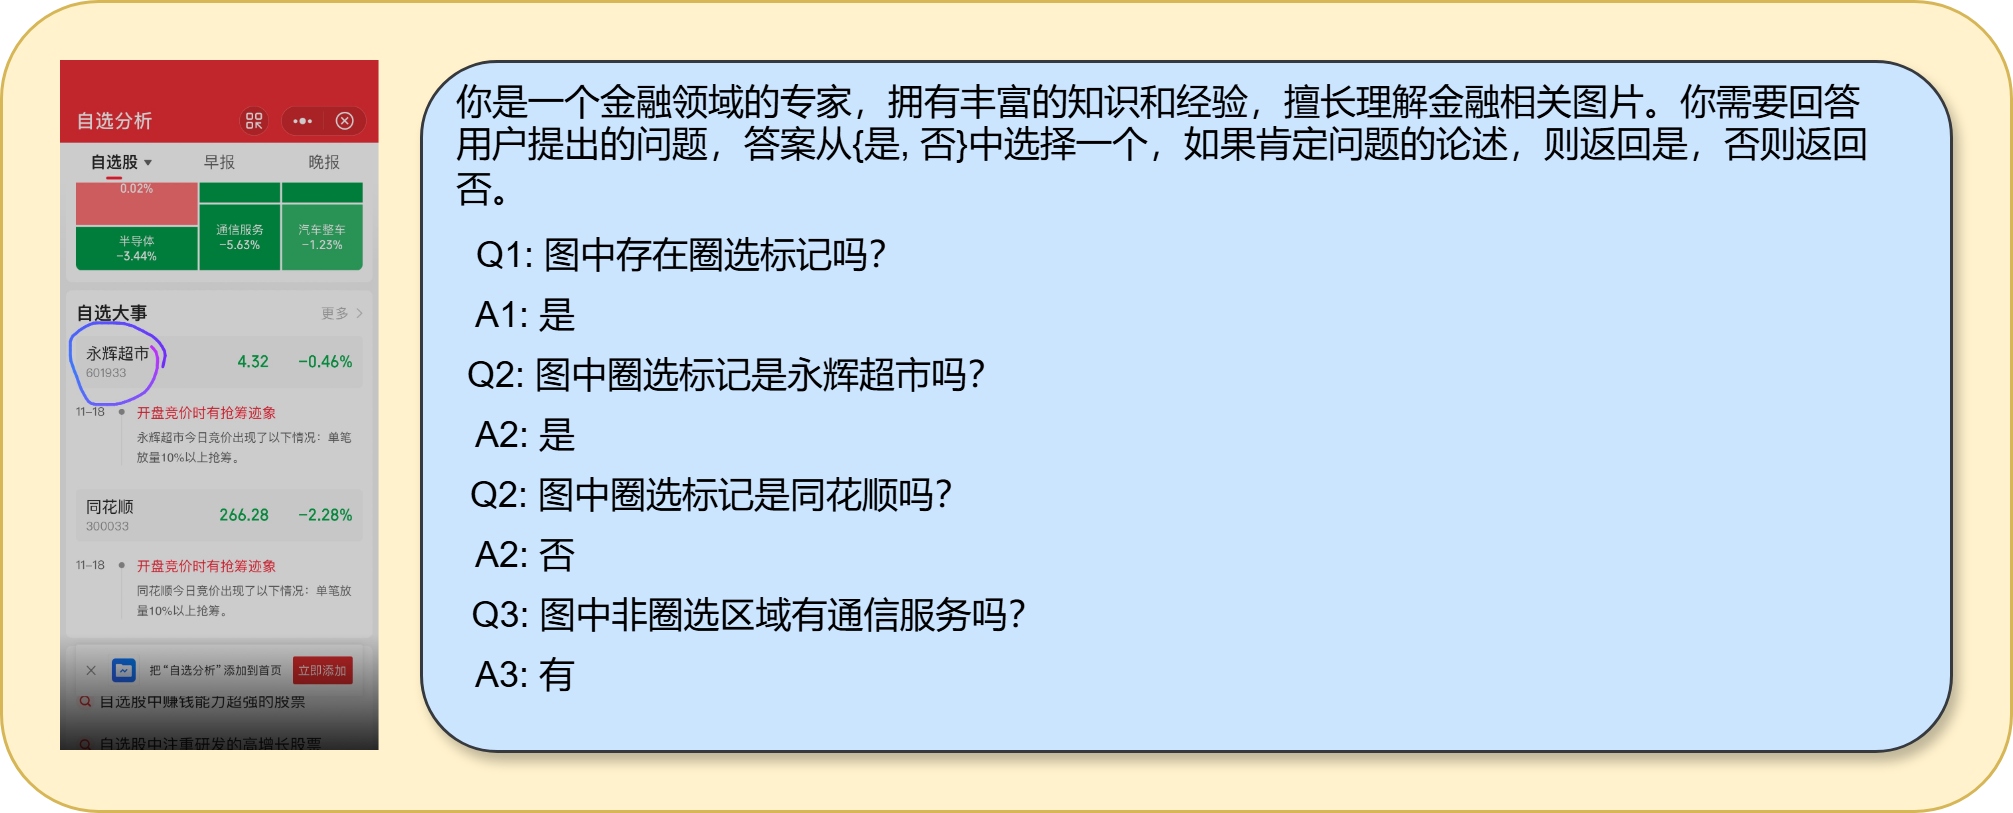 自选分析
自选股 早报 晚报
0.02%
半导体
-3.44%
通信服务
-5.63%
汽车整车
-1.23%
自选大事 更多
永辉超市 4.32 -0.46%
601933
11-18 开盘竞价时有抢筹迹象
永辉超市今日竞价出现了以下情况：单笔
放量10%以上抢筹。
同花顺 266.28 -2.28%
300033
11-18 开盘竞价时有抢筹迹象
同花顺今日竞价出现了以下情况：单笔放
量10%以上抢筹。
把“自选分析”添加到首页 立即添加
自选股中赚钱能力超强的股票
自选股中注重研发的高增长股票
你是一个金融领域的专家，拥有丰富的知识和经验，擅长理解金融相关图片。你需要回答
用户提出的问题，答案从{是, 否}中选择一个，如果肯定问题的论述，则返回是，否则返回
否。
Q1: 图中存在圈选标记吗?
A1: 是
Q2: 图中圈选标记是永辉超市吗?
A2: 是
Q2: 图中圈选标记是同花顺吗?
A2: 否
Q3: 图中非圈选区域有通信服务吗?
A3: 有